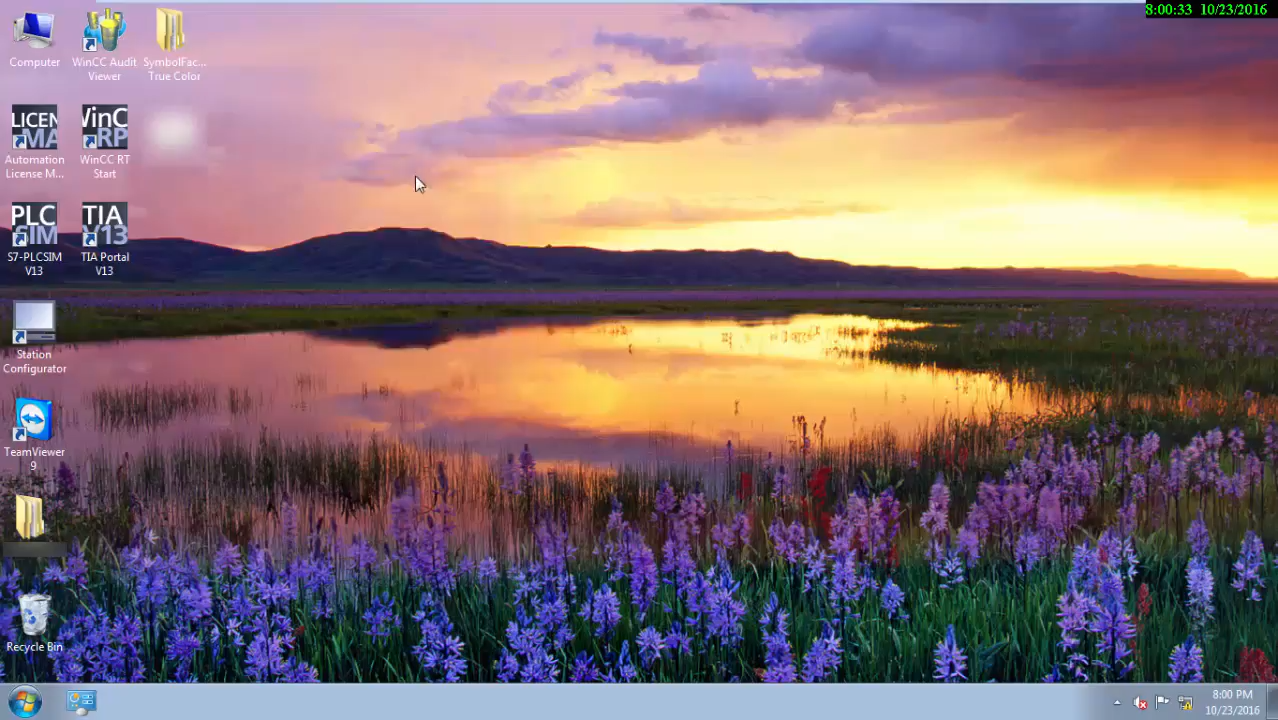 8:00:33 10/23/2016
Computer
WinCC Audit
Viewer
SymbolFac...
True Color
LICEN
MA
Automation
License M...
WinC
RP
WinCC RT
Start
PLC
SIM
S7-PLCSIM
V13
TIA
V13
TIA Portal
V13
Station
Configurator
TeamViewer
9
Recycle Bin
8:00 PM
10/23/2016